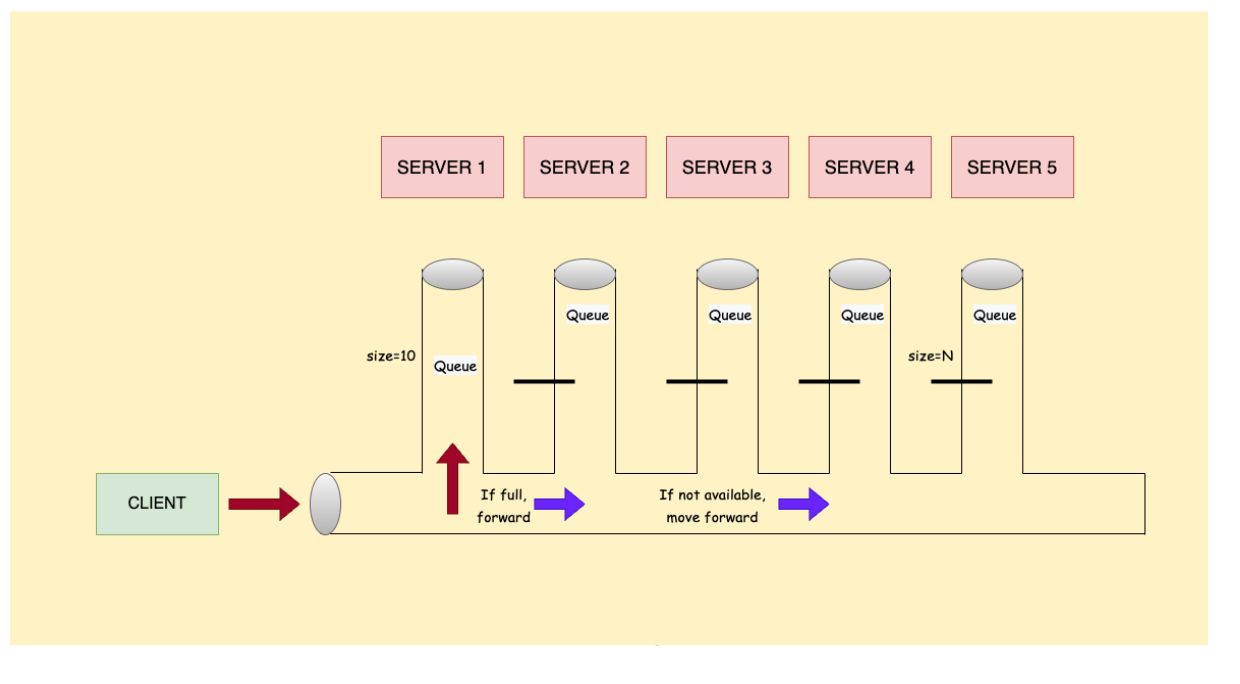 SERVER 1
SERVER 2
SERVER 3
SERVER 4
SERVER 5
Queue
Queue
Queue
Queue
size=10
Queue
size=N
CLIENT
If full,
forward
If not available,
move forward